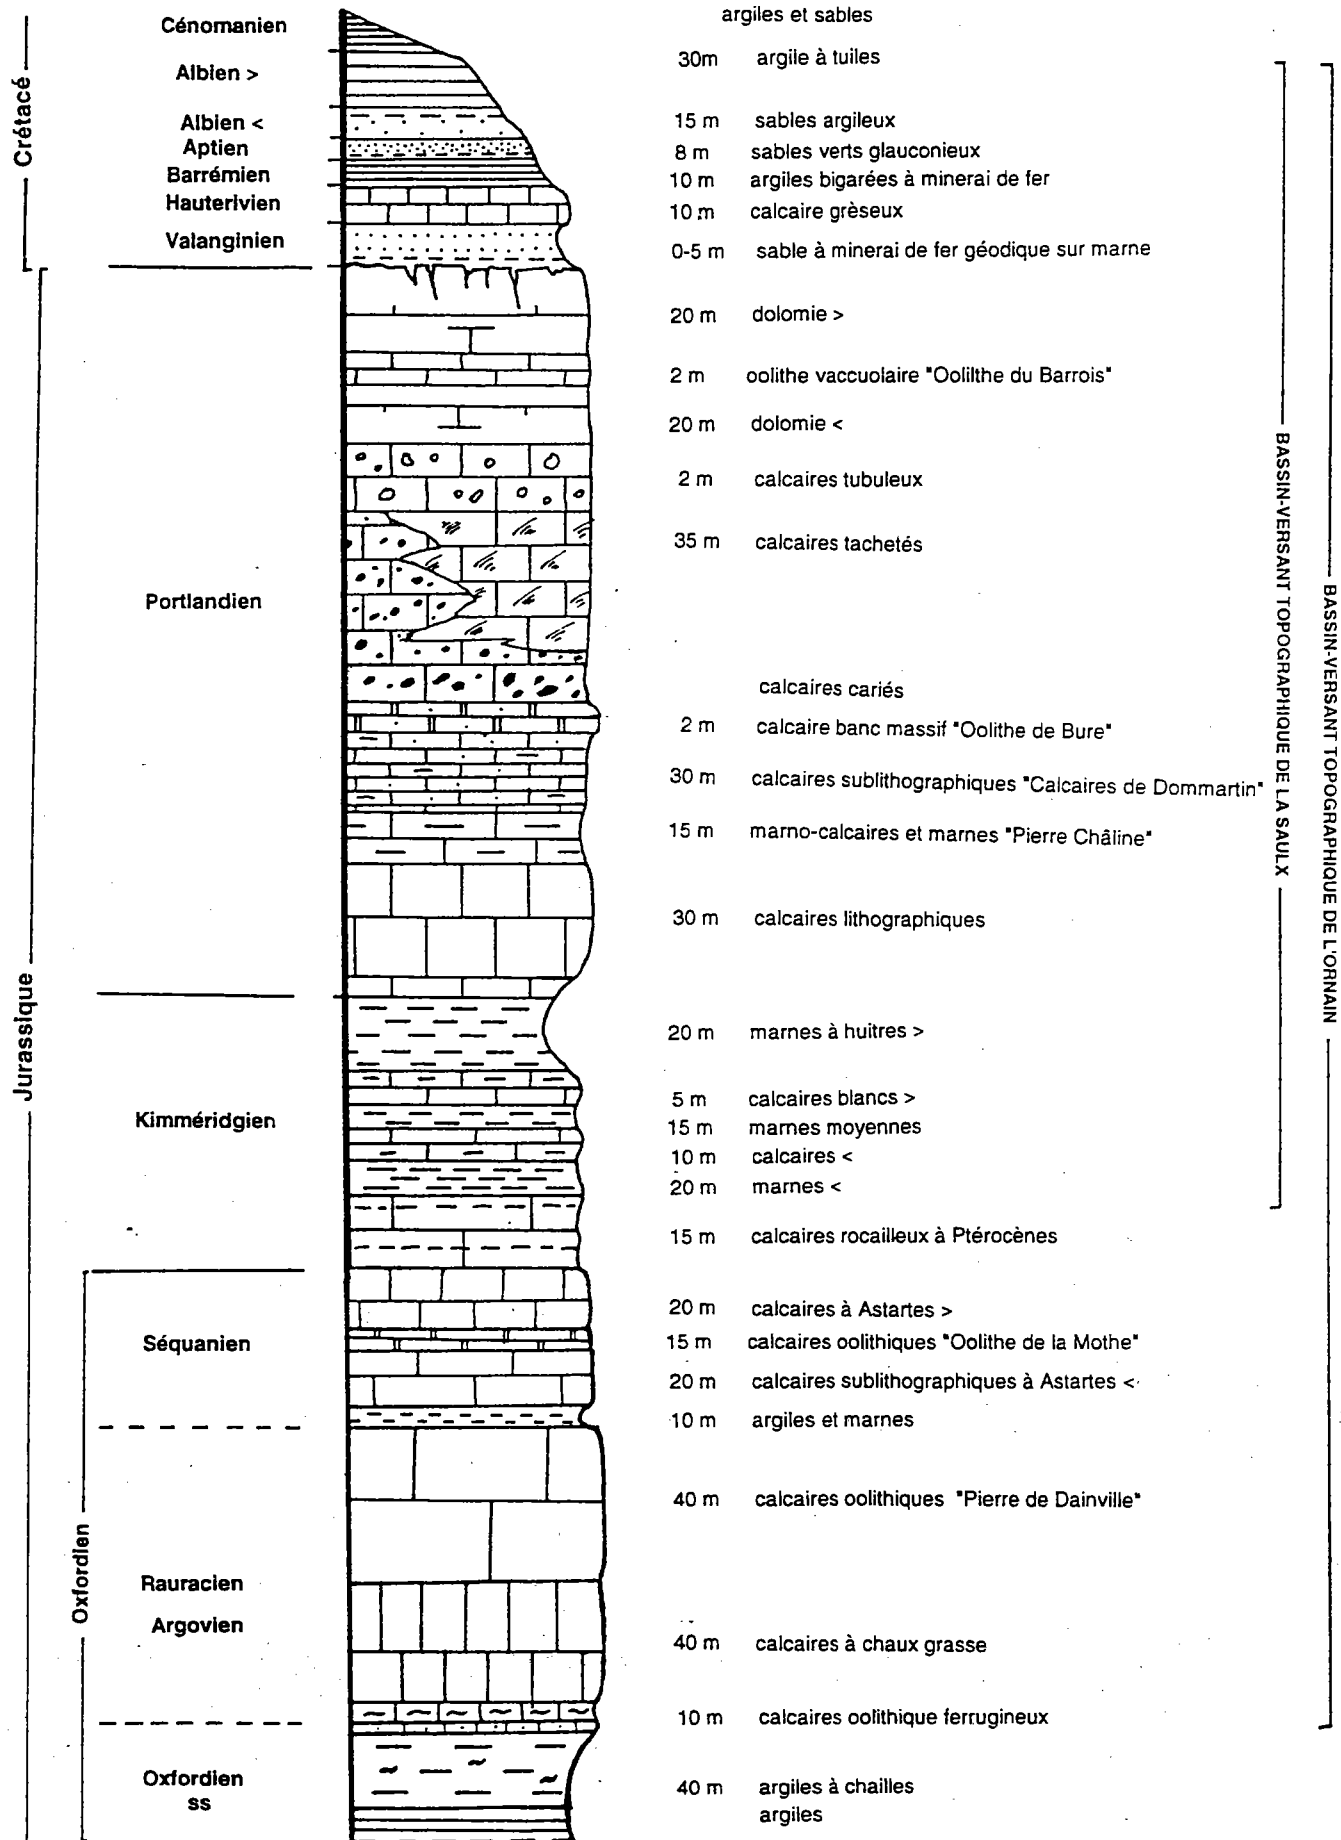 argiles et sables
Cénomanien
30m argile à tuiles
Albien >
Crétacé
Albien <
15 m sables argileux
Aptien
8 m sables verts glauconieux
Barrémien
10 m argiles bigarées à minerai de fer
Hauterivien
10 m calcaire grèseux
Valanginien
0-5 m sable à minerai de fer géodique sur marne
20 m dolomie >
2 m oolithe vaccuolaire "Oolilthe du Barrois"
20 m dolomie <
2 m calcaires tubuleux
35 m calcaires tachetés
Portlandien
calcaires cariés
2 m calcaire banc massif "Oolithe de Bure"
30 m calcaires sublithographiques "Calcaires de Dommartin"
15 m marno-calcaires et marnes "Pierre Châline"
30 m calcaires lithographiques
BASSIN-VERSANT TOPOGRAPHIQUE DE LA SAULX
BASSIN-VERSANT TOPOGRAPHIQUE DE L'ORNAIN
Jurassique
20 m marnes à huitres >
5 m calcaires blancs >
Kimméridgien
15 m marnes moyennes
10 m calcaires <
20 m marnes <
15 m calcaires rocailleux à Ptérocènes
20 m calcaires à Astartes >
Séquanien
15 m calcaires oolithiques "Oolithe de la Mothe"
20 m calcaires sublithographiques à Astartes <
10 m argiles et marnes
40 m calcaires oolithiques "Pierre de Dainville"
Oxfordien
Rauracien
Argovien
40 m calcaires à chaux grasse
10 m calcaires oolithique ferrugineux
Oxfordien
ss
40 m argiles à chailles
argiles